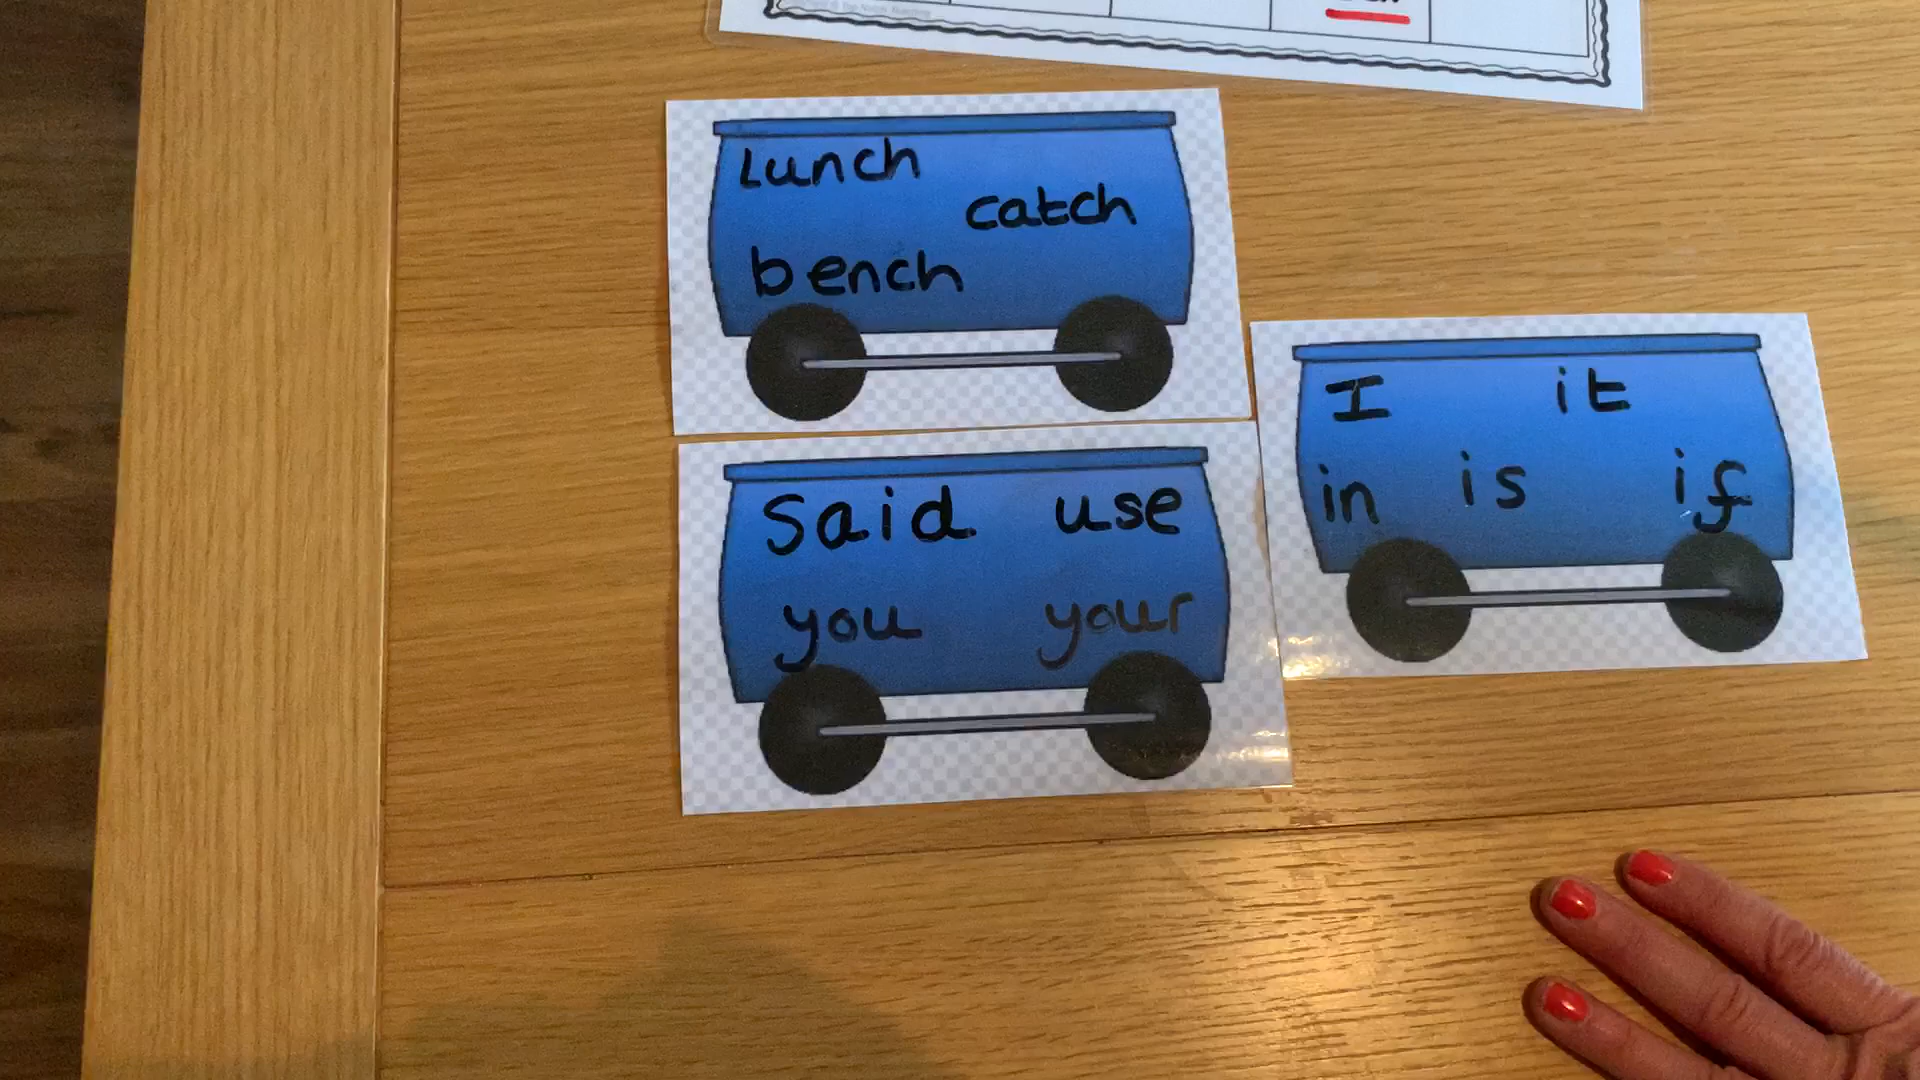 Lunch
catch
bench
Said use
you your
I it
in is if